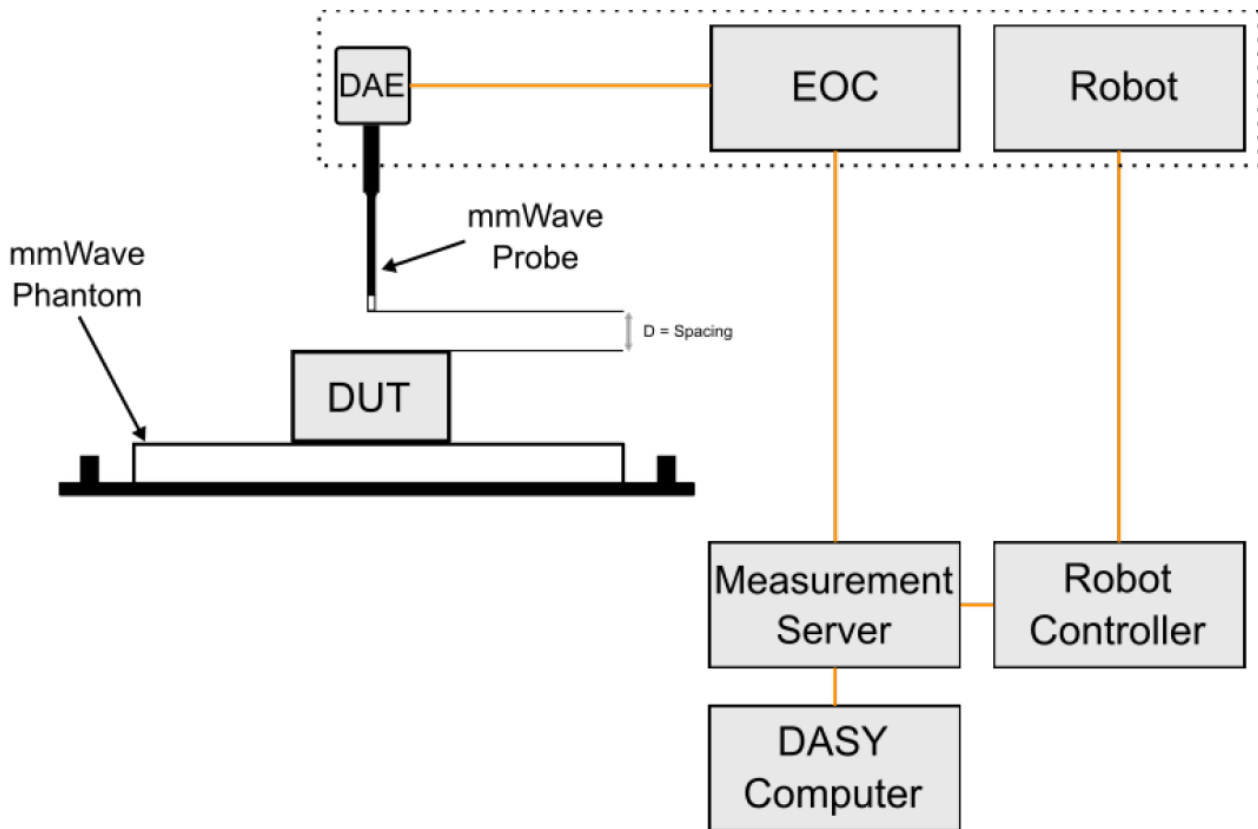 DAE
EOC
Robot
mmWave
Probe
mmWave
Phantom
D = Spacing
DUT
Measurement
Server
Robot
Controller
DASY
Computer